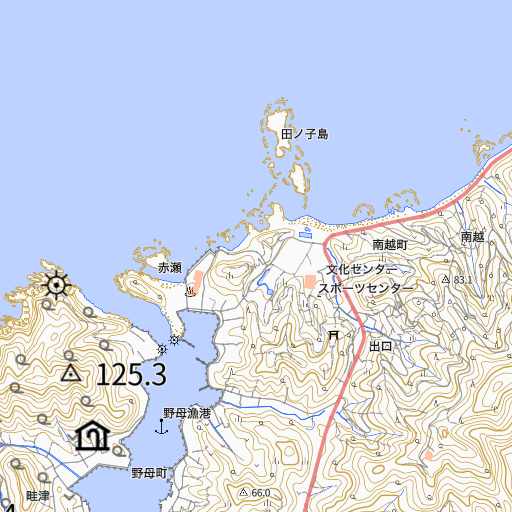 田ノ子島
南越
南越町
赤瀬
文化センター
83.1
スポーツセンター
出口
125.3
野母漁港
野母町
畦津
66.0
4